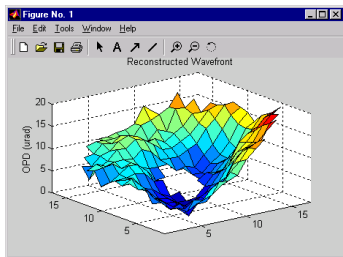 Figure No. 1
File Edit Tools Window Help
A
Reconstructed Wavefront
OPD (urad)
20
15
10
5
0
15
10
5
5
10
15